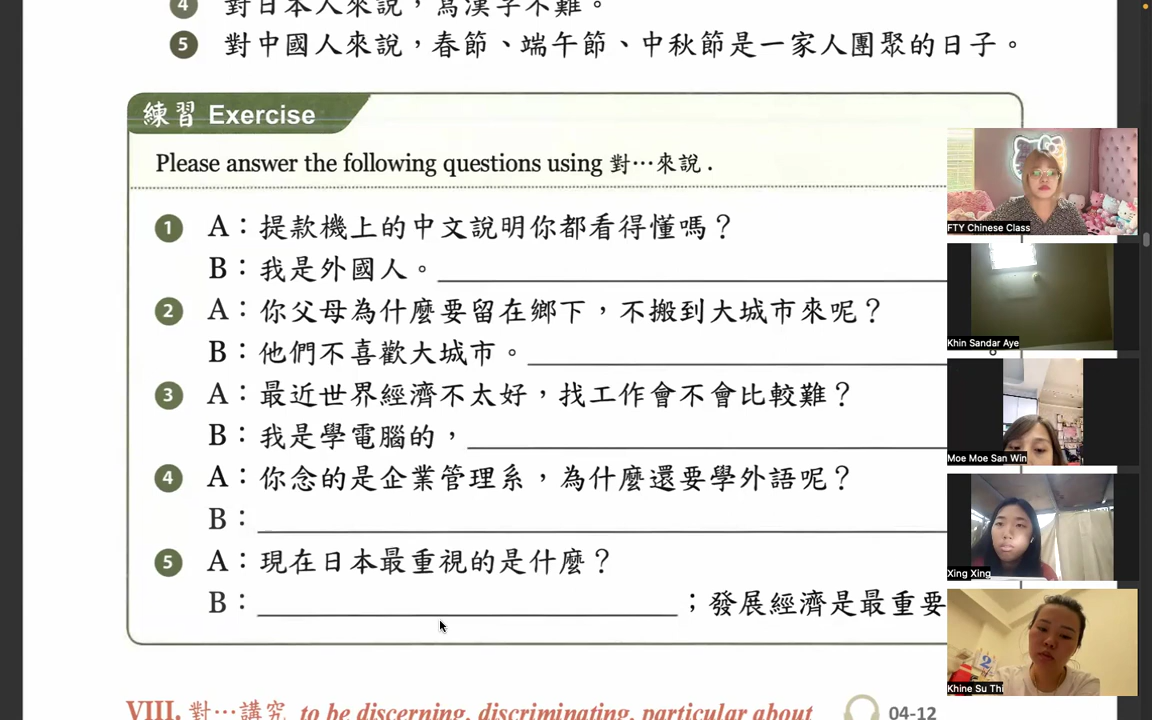 4 對日本人來說，寫漢字不難。
5 對中國人來說，春節、端午節、中秋節是一家人團聚的日子。
練習 Exercise
Please answer the following questions using 對…來說.
1 A：提款機上的中文說明你都看得懂嗎？
B：我是外國人。
2 A：你父母為什麼要留在鄉下，不搬到大城市來呢？
B：他們不喜歡大城市。 。
3 A：最近世界經濟不太好，找工作會不會比較難？
B：我是學電腦的，
4 A：你念的是企業管理系，為什麼還要學外語呢？
B：
5 A：現在日本最重視的是什麼？
B： ；發展經濟是最重要
VIII. 對…講究 to be discerning, discriminating, particular about 04-12
FTY Chinese Class
Khin Sandar Aye
Moe Moe San Win
Xing Xing
Khine Su Thi